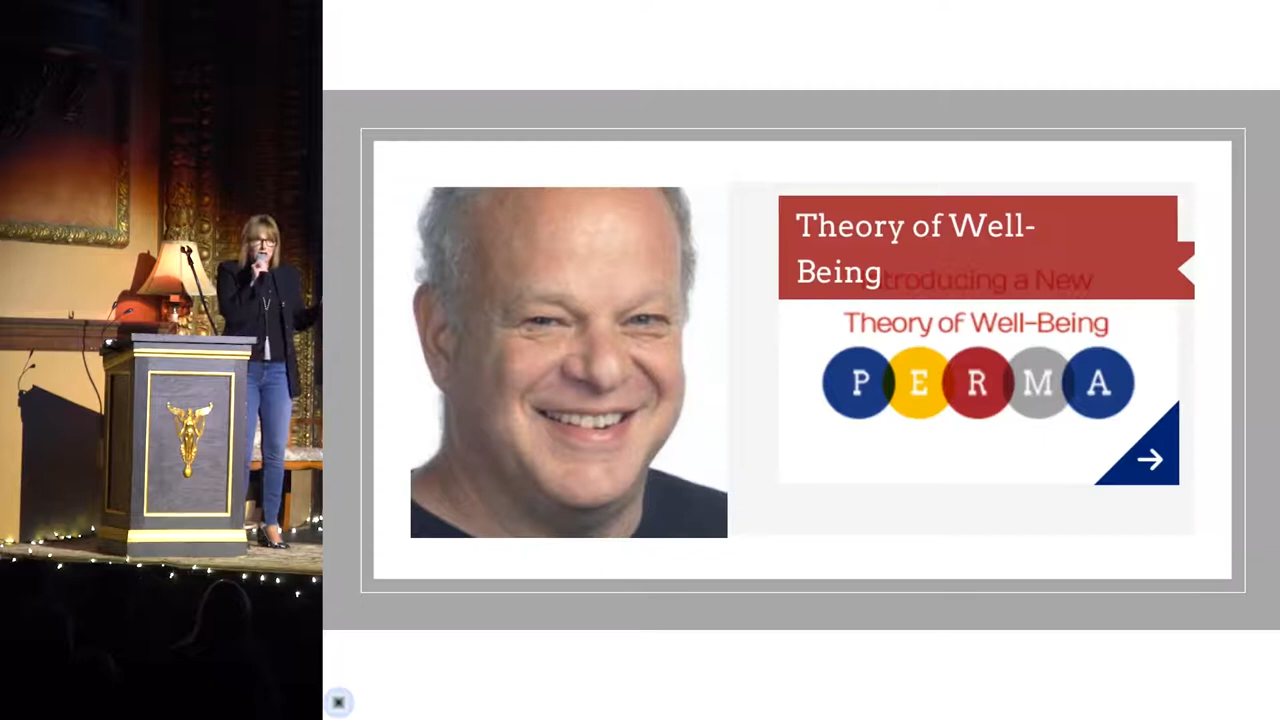 Theory of Well-
Being
troducing a New
Theory of Well-Being
P E R M A